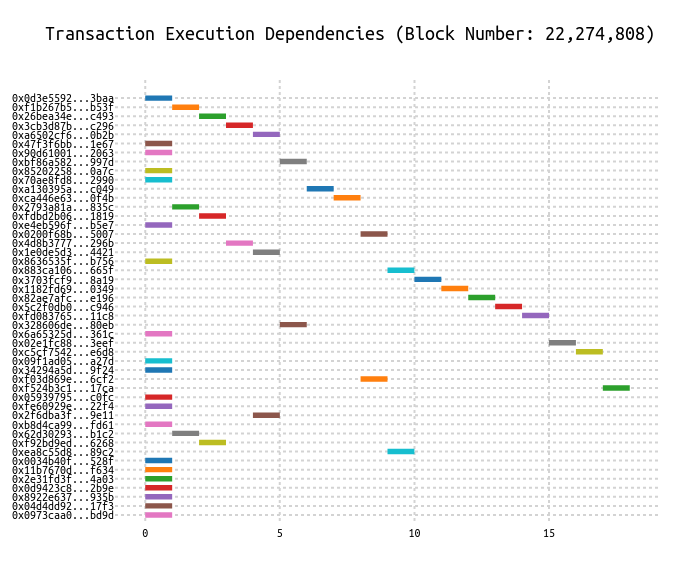 Transaction Execution Dependencies (Block Number: 22,274,808)
0x0d3e5592...3baa
0xf1b267b5...b53f
0x26bea34e...c493
0x3cb3d87b...c296
0xa6502cf6...0b2b
0x47f3f6bb...1e67
0x90d61001...2063
0xbf86a582...997d
0x85202258...0a7c
0x70ae8fd8...2990
0xa130395a...c049
0xca446e63...0f4b
0x2793a81a...835c
0xfdbd2b06...1819
0xe4eb596f...b5e7
0x0200f68b...5007
0x4d8b3777...296b
0x1e0de5d3...4421
0x8636535f...b756
0x883ca106...665f
0x3703fcf9...8a19
0x1182fd69...0349
0x82ae7afc...e196
0x5c2f0db0...c946
0xfd083765...11c8
0x328606de...80eb
0x6a65325d...361c
0x02e1fc88...3eef
0xc5cf7542...e6d8
0x09f1ad05...a27d
0x34294a5d...9f24
0xf03d869e...6cf2
0xf524b3c1...17ca
0x05939795...c0fc
0xfe60929e...22f4
0x2f6dba3f...9e11
0xb8d4ca99...fd61
0x62d30293...b1c2
0xf92bd9ed...6268
0xea8c55d8...89c2
0x0034b40f...528f
0x11b7670d...f634
0x2e31fd3f...4a03
0x0d9423c8...2b9e
0x8922e637...935b
0x04d4dd92...17f3
0x0973caa0...bd9d
0 5 10 15